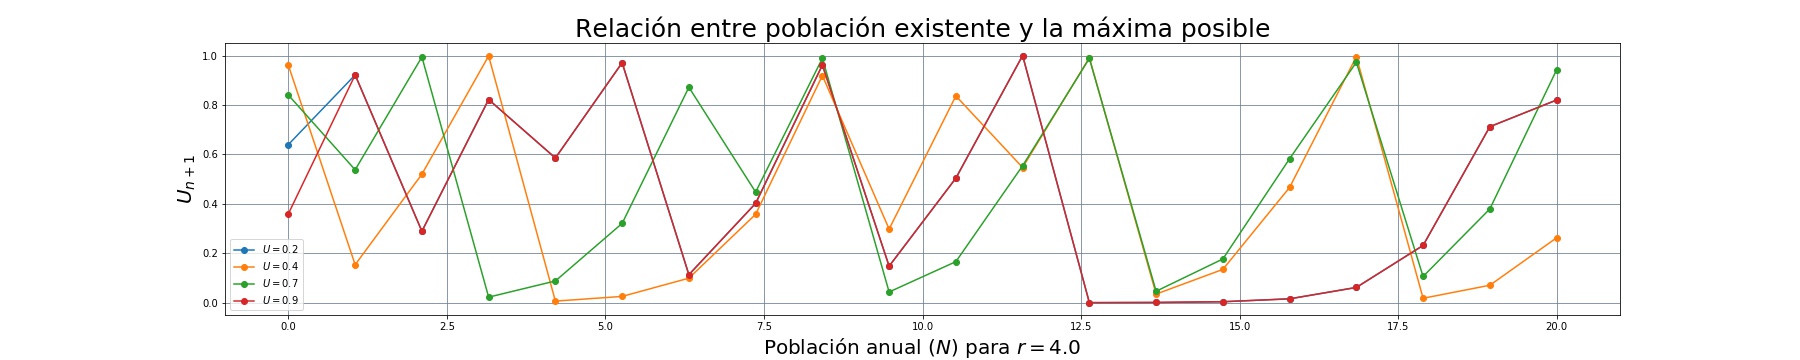 Relación entre población existente y la máxima posible
1.0
0.8
0.6
0.4
0.2
0.0
U_{n+1}
U = 0.2
U = 0.4
U = 0.7
U = 0.9
0.0 2.5 5.0 7.5 10.0 12.5 15.0 17.5 20.0
Población anual (N) para r = 4.0